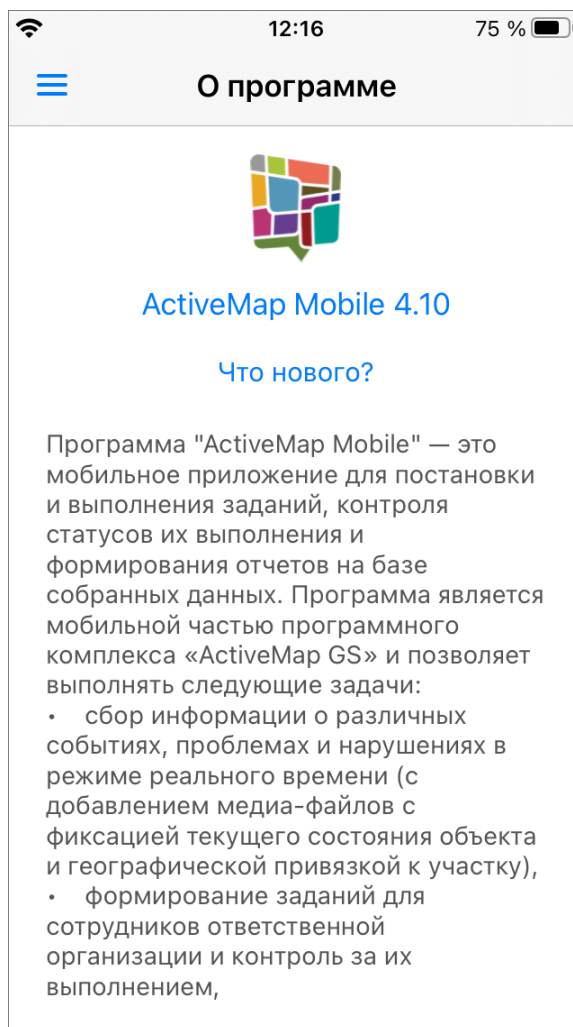 12:16
75 %
О программе
ActiveMap Mobile 4.10
Что нового?
Программа "ActiveMap Mobile" — это
мобильное приложение для постановки
и выполнения заданий, контроля
статусов их выполнения и
формирования отчетов на базе
собранных данных. Программа является
мобильной частью программного
комплекса «ActiveMap GS» и позволяет
выполнять следующие задачи:
• сбор информации о различных
событиях, проблемах и нарушениях в
режиме реального времени (с
добавлением медиа-файлов с
фиксацией текущего состояния объекта
и географической привязкой к участку),
• формирование заданий для
сотрудников ответственной
организации и контроль за их
выполнением,